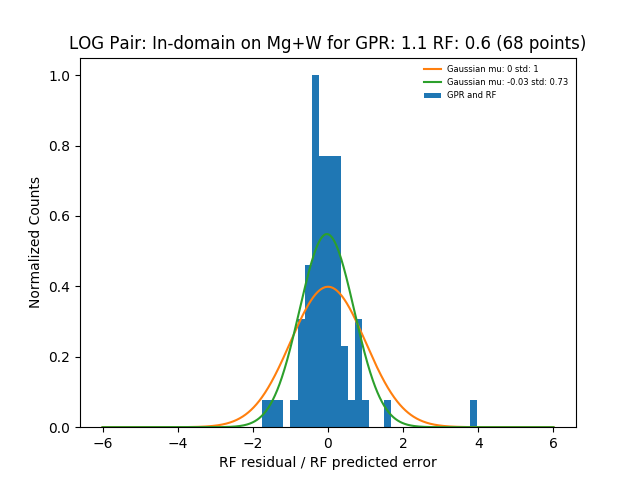 LOG Pair: In-domain on Mg+W for GPR: 1.1 RF: 0.6 (68 points)
Gaussian mu: 0 std: 1
Gaussian mu: -0.03 std: 0.73
GPR and RF
Normalized Counts
1.0
0.8
0.6
0.4
0.2
0.0
−6 −4 −2 0 2 4 6
RF residual / RF predicted error